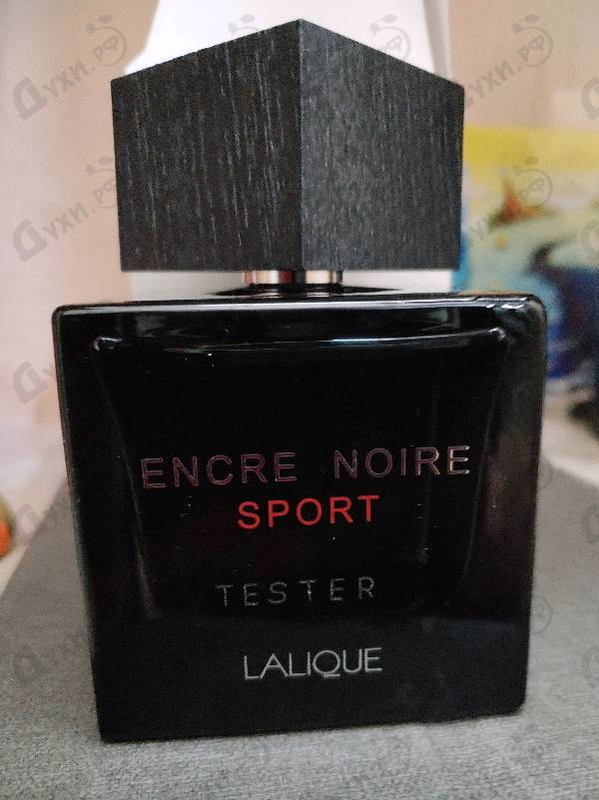 ENCRE NOIRE
SPORT
TESTER
LALIQUE
Духи.рф